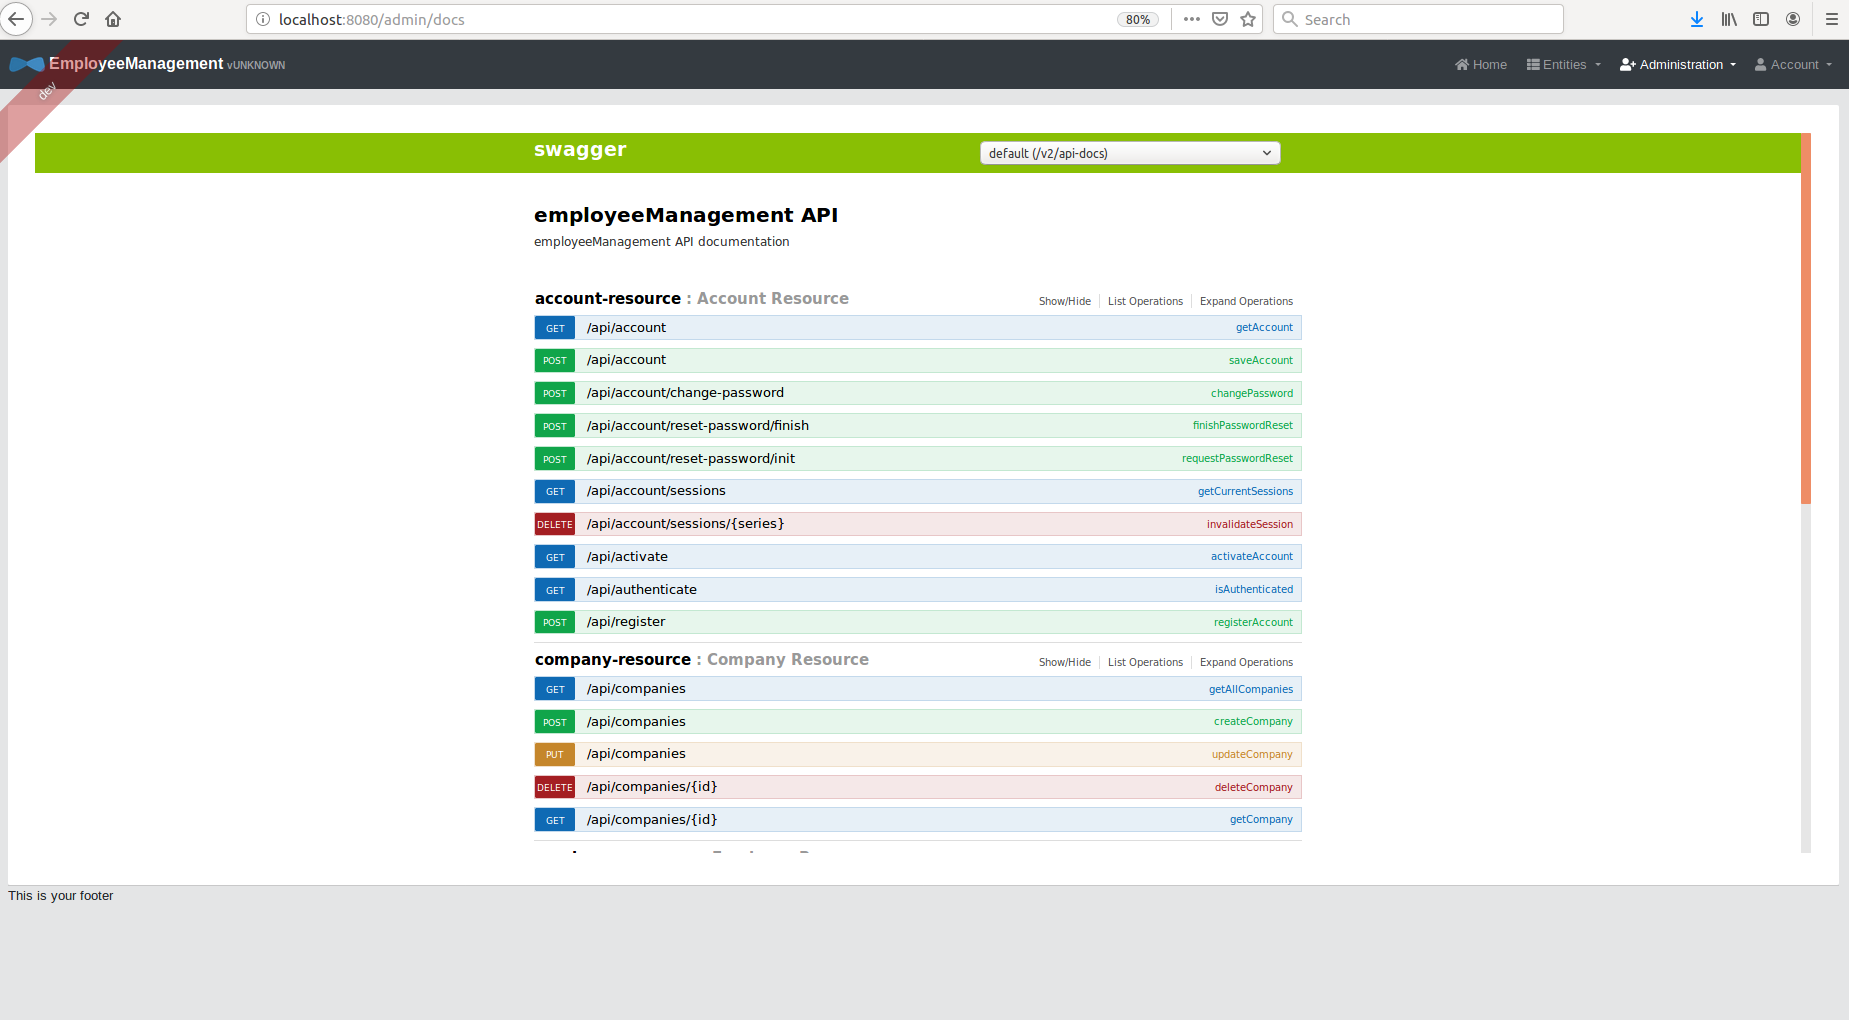 localhost:8080/admin/docs
80%
Search
EmployeeManagement vUNKNOWN
Home
Entities
Administration
Account
dev
swagger
default (/v2/api-docs)
employeeManagement API
employeeManagement API documentation
account-resource : Account Resource
Show/Hide
List Operations
Expand Operations
GET /api/account getAccount
POST /api/account saveAccount
POST /api/account/change-password changePassword
POST /api/account/reset-password/finish finishPasswordReset
POST /api/account/reset-password/init requestPasswordReset
GET /api/account/sessions getCurrentSessions
DELETE /api/account/sessions/{series} invalidateSession
GET /api/activate activateAccount
GET /api/authenticate isAuthenticated
POST /api/register registerAccount
company-resource : Company Resource
Show/Hide
List Operations
Expand Operations
GET /api/companies getAllCompanies
POST /api/companies createCompany
PUT /api/companies updateCompany
DELETE /api/companies/{id} deleteCompany
GET /api/companies/{id} getCompany
This is your footer